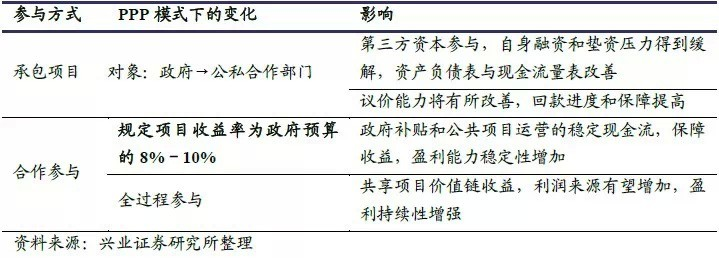 参与方式 PPP 模式下的变化 影响
承包项目 对象：政府→公私合作部门
第三方资本参与，自身融资和垫资压力得到
缓解，资产负债表与现金流量表改善
议价能力将有所改善，回款进度和保障提高
合作参与
规定项目收益率为政府预算
的 8%－10%
政府补贴和公共项目运营的稳定现金流，保障
收益，盈利能力稳定性增加
全过程参与
共享项目价值链收益，利润来源有望增加，盈
利持续性增强
资料来源：兴业证券研究所整理